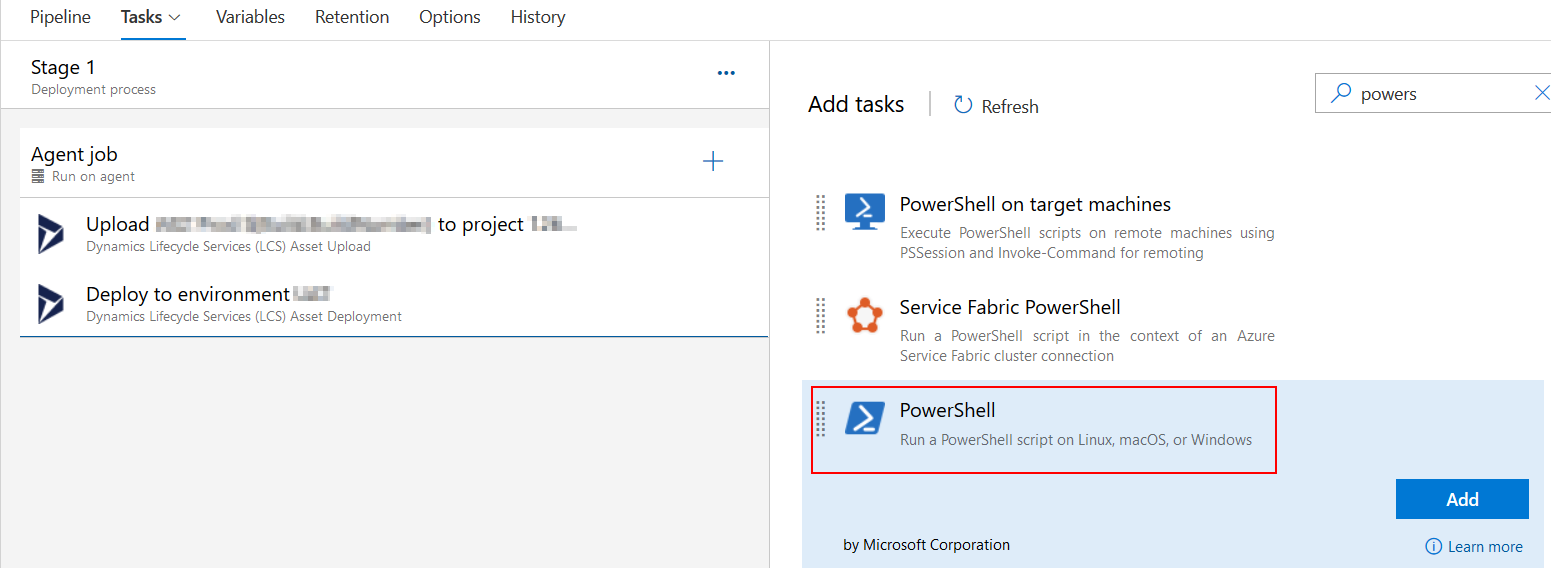 Pipeline Tasks Variables Retention Options History
Stage 1
Deployment process
Agent job
Run on agent
Upload to project
Dynamics Lifecycle Services (LCS) Asset Upload
Deploy to environment
Dynamics Lifecycle Services (LCS) Asset Deployment
Add tasks
Refresh
powers
PowerShell on target machines
Execute PowerShell scripts on remote machines using
PSSession and Invoke-Command for remoting
Service Fabric PowerShell
Run a PowerShell script in the context of an Azure
Service Fabric cluster connection
PowerShell
Run a PowerShell script on Linux, macOS, or Windows
Add
by Microsoft Corporation
Learn more